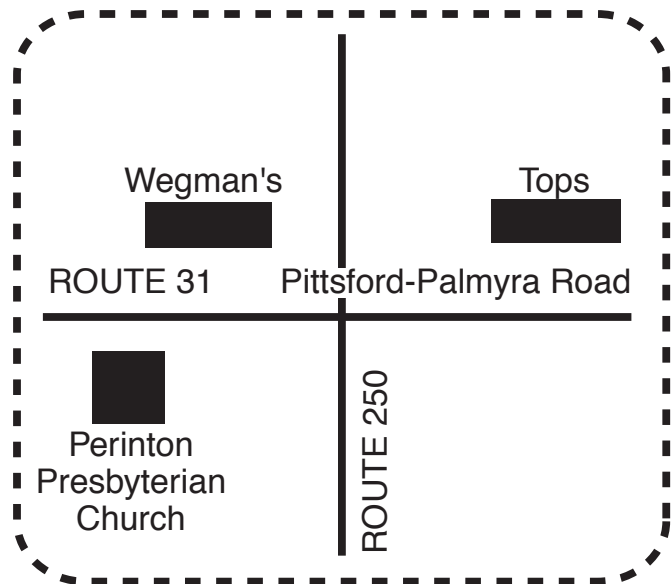 Wegman's
Tops
ROUTE 31
Pittsford-Palmyra Road
Perinton
Presbyterian
Church
ROUTE 250